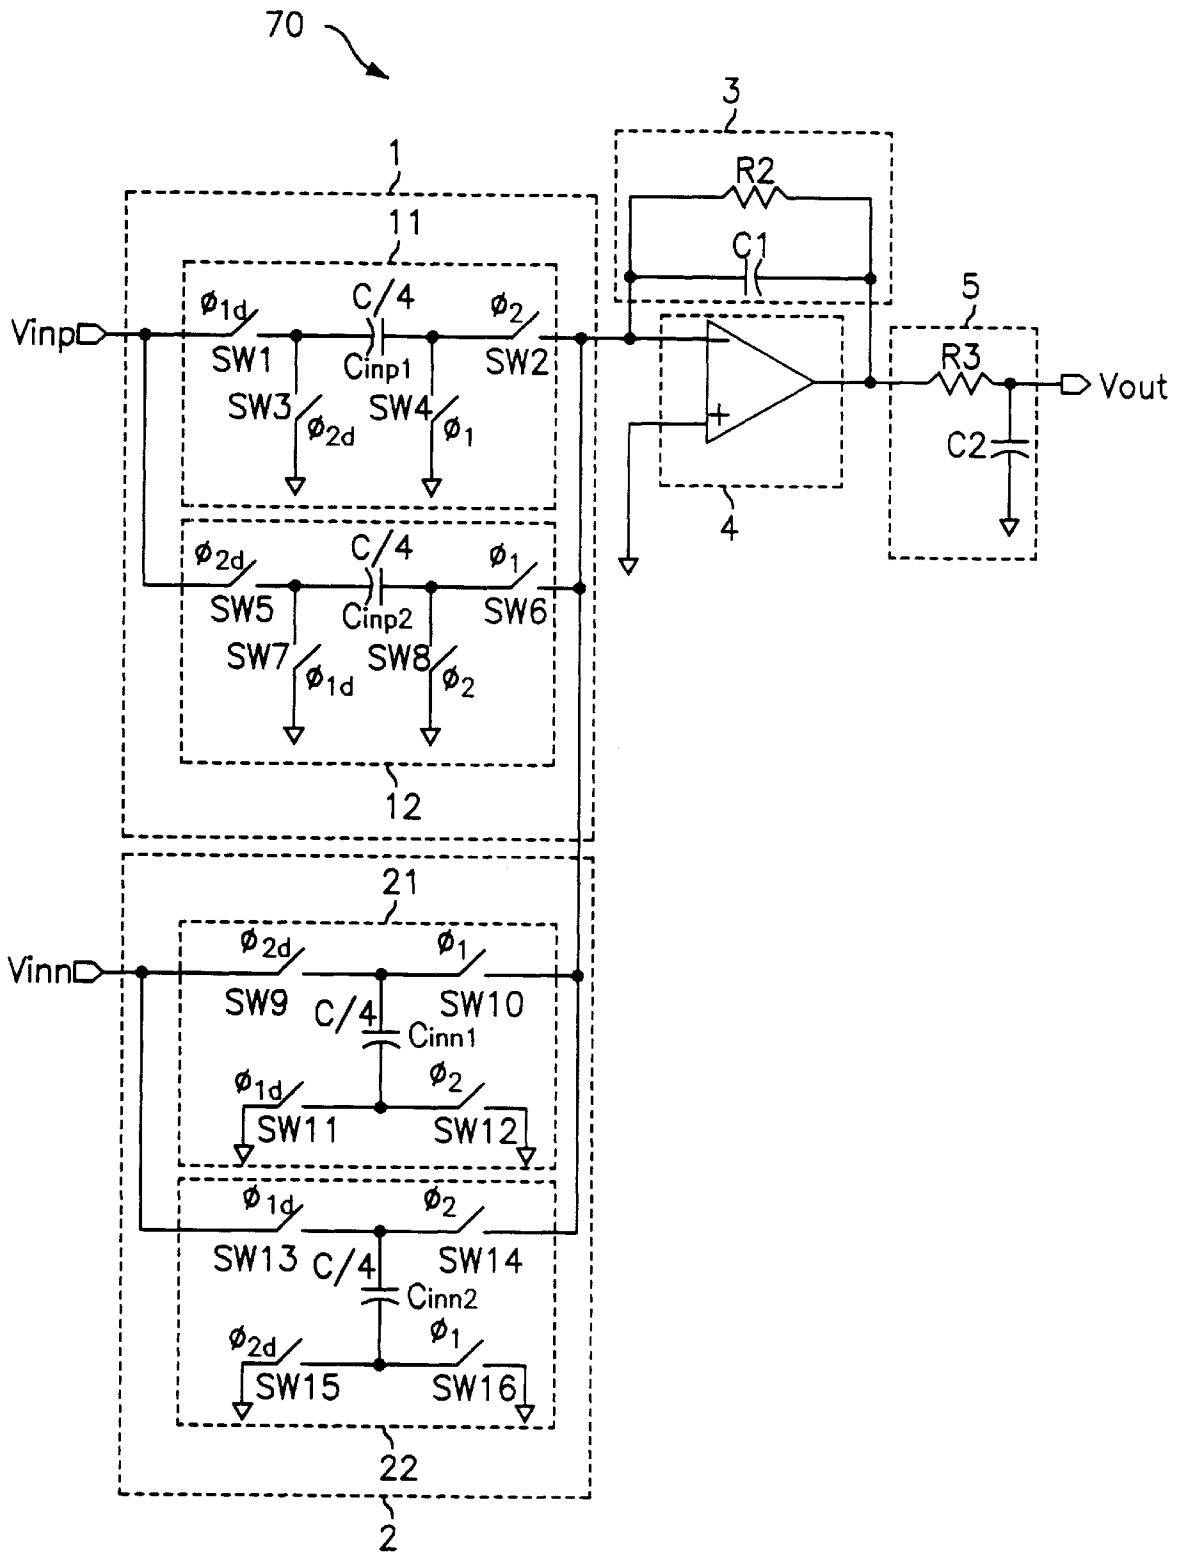 70
3
1
R2
11
C1
5
ϕ1d
C/4
ϕ2
Vinp
SW1
Cinp1
SW2
−
R3
Vout
SW3
ϕ2d
SW4
ϕ1
+
C2
4
ϕ2d
C/4
ϕ1
SW5
Cinp2
SW6
SW7
ϕ1d
SW8
ϕ2
12
21
ϕ2d
ϕ1
Vinn
SW9
C/4
SW10
Cinn1
ϕ1d
ϕ2
SW11
SW12
ϕ1d
ϕ2
SW13
C/4
SW14
Cinn2
ϕ2d
ϕ1
SW15
SW16
22
2